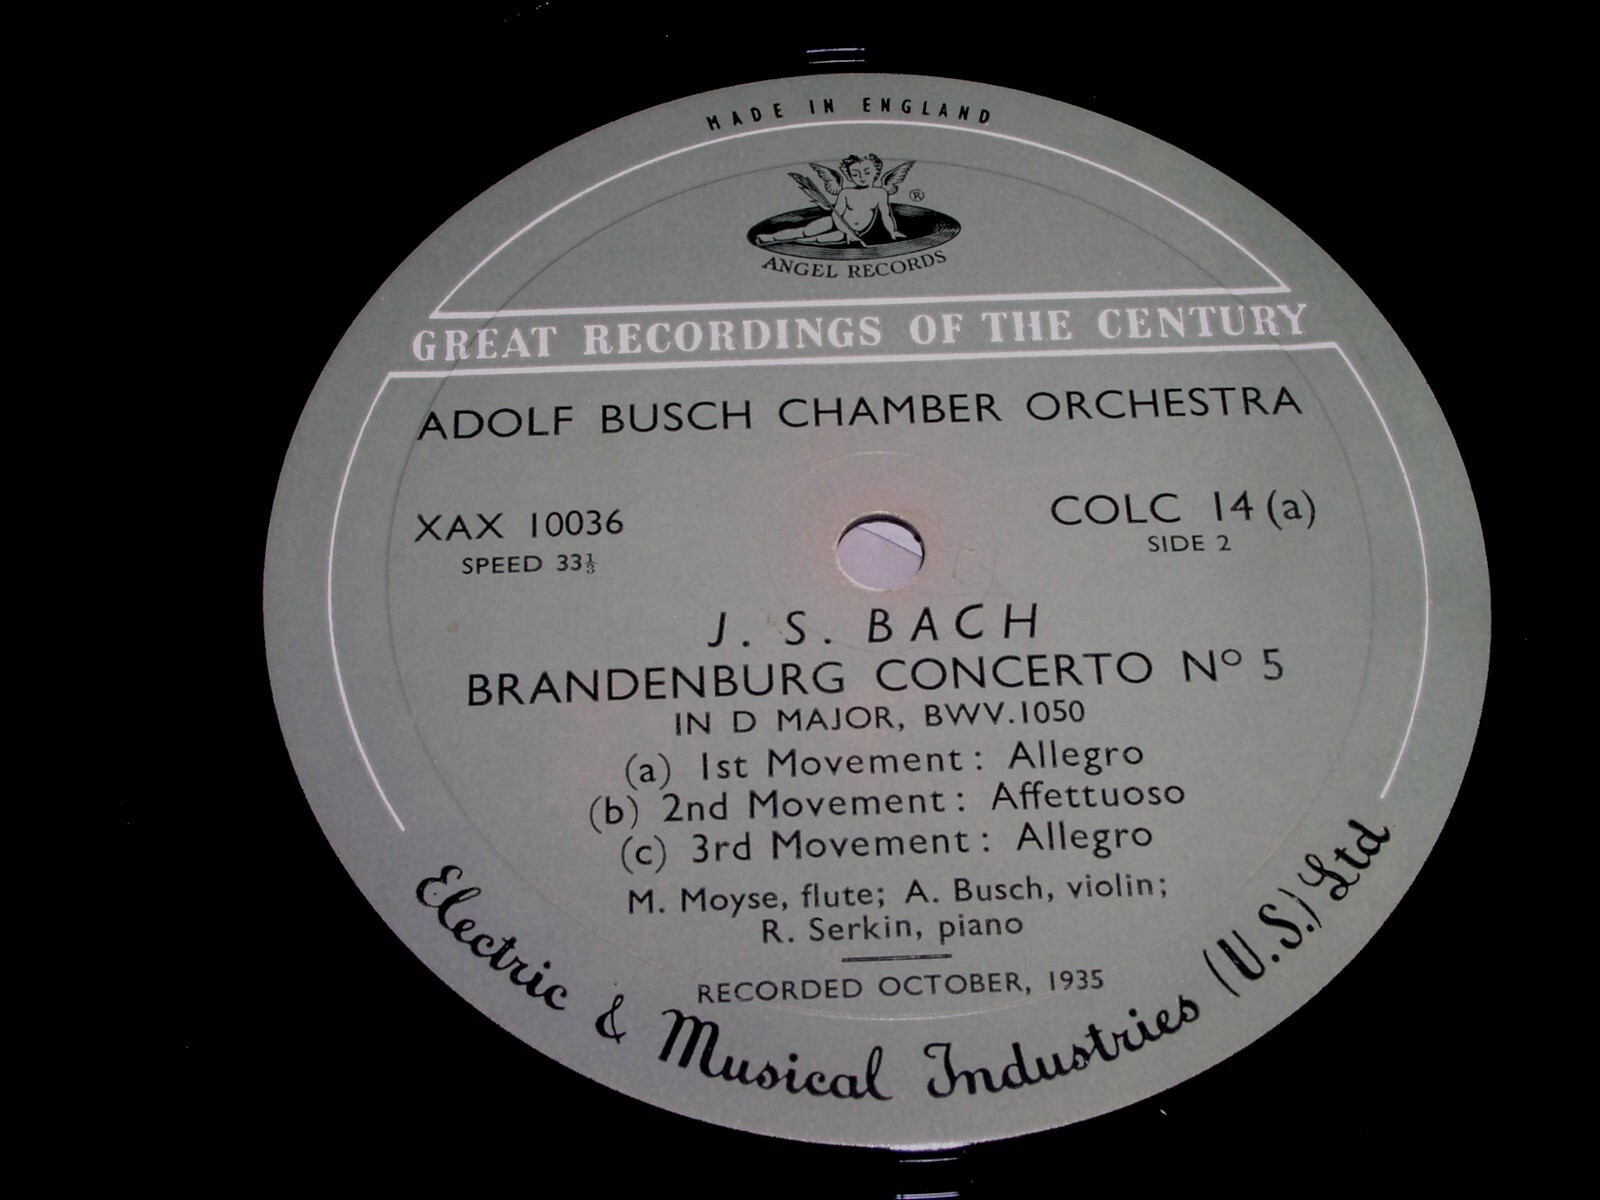 MADE IN ENGLAND
®
ANGEL RECORDS
GREAT RECORDINGS OF THE CENTURY
ADOLF BUSCH CHAMBER ORCHESTRA
XAX 10036
SPEED 33⅓
COLC 14 (a)
SIDE 2
J. S. BACH
BRANDENBURG CONCERTO Nº 5
IN D MAJOR, BWV.1050
(a) 1st Movement : Allegro
(b) 2nd Movement : Affettuoso
(c) 3rd Movement : Allegro
M. Moyse, flute; A. Busch, violin;
R. Serkin, piano
RECORDED OCTOBER, 1935
Electric & Musical Industries (U.S.) Ltd